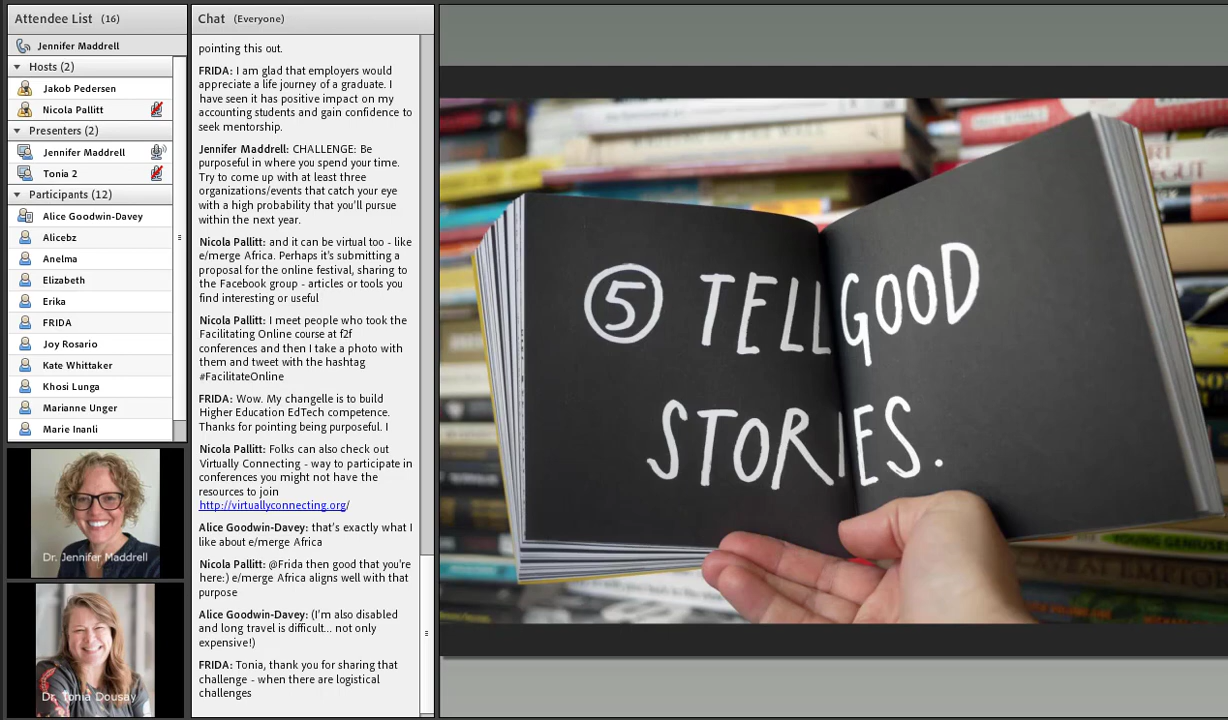 Attendee List (16)
Jennifer Maddrell
Hosts (2)
Jakob Pedersen
Nicola Pallitt
Presenters (2)
Jennifer Maddrell
Tonia 2
Participants (12)
Alice Goodwin-Davey
Alicebz
Anelma
Elizabeth
Erika
FRIDA
Joy Rosario
Kate Whittaker
Khosi Lunga
Marianne Unger
Marie Inanli
Dr. Jennifer Maddrell
Dr. Tonia Dousay
Chat (Everyone)
pointing this out.
FRIDA: I am glad that employers would
appreciate a life journey of a graduate. I
have seen it has positive impact on my
accounting students and gain confidence to
seek mentorship.
Jennifer Maddrell: CHALLENGE: Be
purposeful in where you spend your time.
Try to come up with at least three
organizations/events that catch your eye
with a high probability that you'll pursue
within the next year.
Nicola Pallitt: and it can be virtual too - like
e/merge Africa. Perhaps it's submitting a
proposal for the online festival, sharing to
the Facebook group - articles or tools you
find interesting or useful
Nicola Pallitt: I meet people who took the
Facilitating Online course at f2f
conferences and then I take a photo with
them and tweet with the hashtag
#FacilitateOnline
FRIDA: Wow. My changelle is to build
Higher Education EdTech competence.
Thanks for pointing being purposeful. I
Nicola Pallitt: Folks can also check out
Virtually Connecting - way to participate in
conferences you might not have the
resources to join
http://virtuallyconnecting.org/
Alice Goodwin-Davey: that's exactly what I
like about e/merge Africa
Nicola Pallitt: @Frida then good that you're
here:) e/merge Africa aligns well with that
purpose
Alice Goodwin-Davey: (I'm also disabled
and long travel is difficult... not only
expensive!)
FRIDA: Tonia, thank you for sharing that
challenge - when there are logistical
challenges
5 TELL GOOD
STORIES.